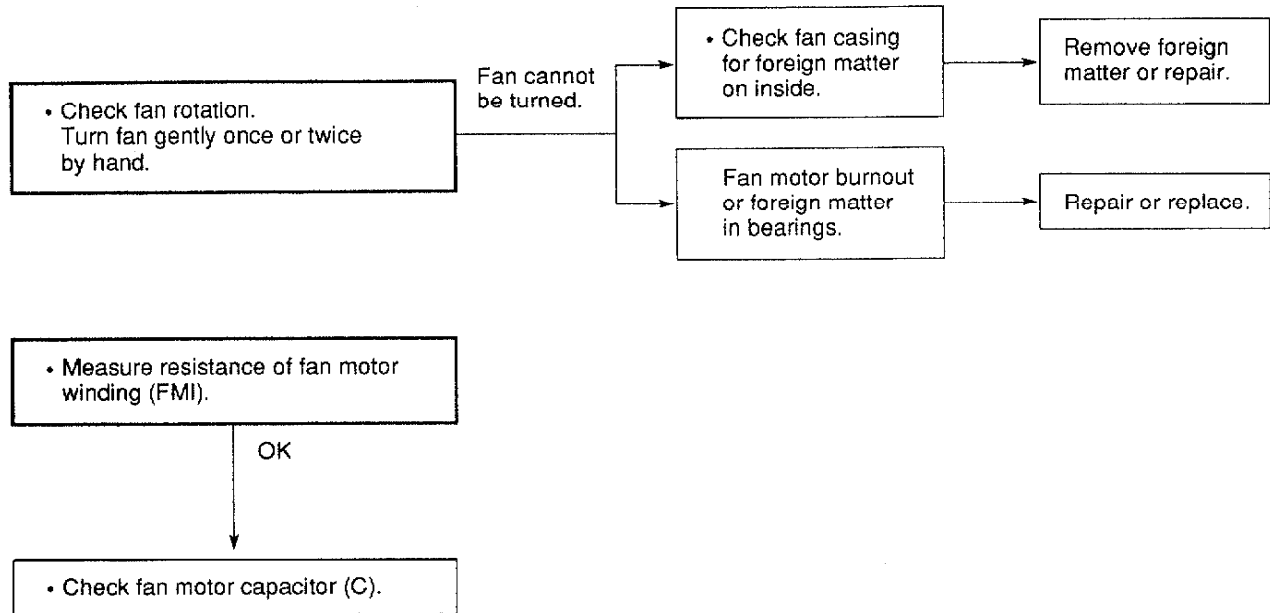 Fan cannot
be turned.
• Check fan rotation.
Turn fan gently once or twice
by hand.
• Check fan casing
for foreign matter
on inside.
Remove foreign
matter or repair.
Fan motor burnout
or foreign matter
in bearings.
Repair or replace.
• Measure resistance of fan motor
winding (FMI).
OK
• Check fan motor capacitor (C).